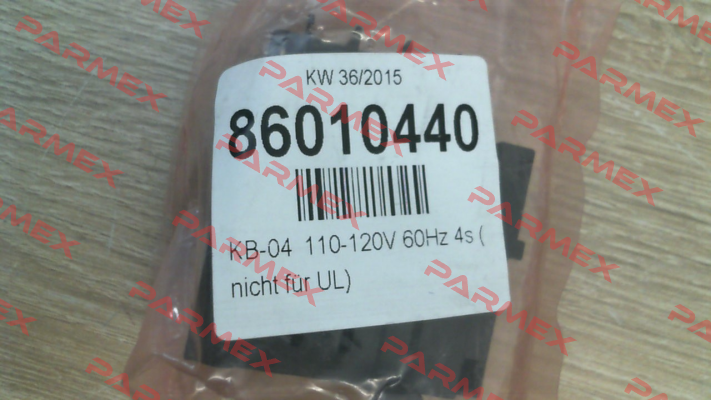 KW 36/2015
86010440
KB-04 110-120V 60Hz 4s (
nicht für UL)
PARMEX